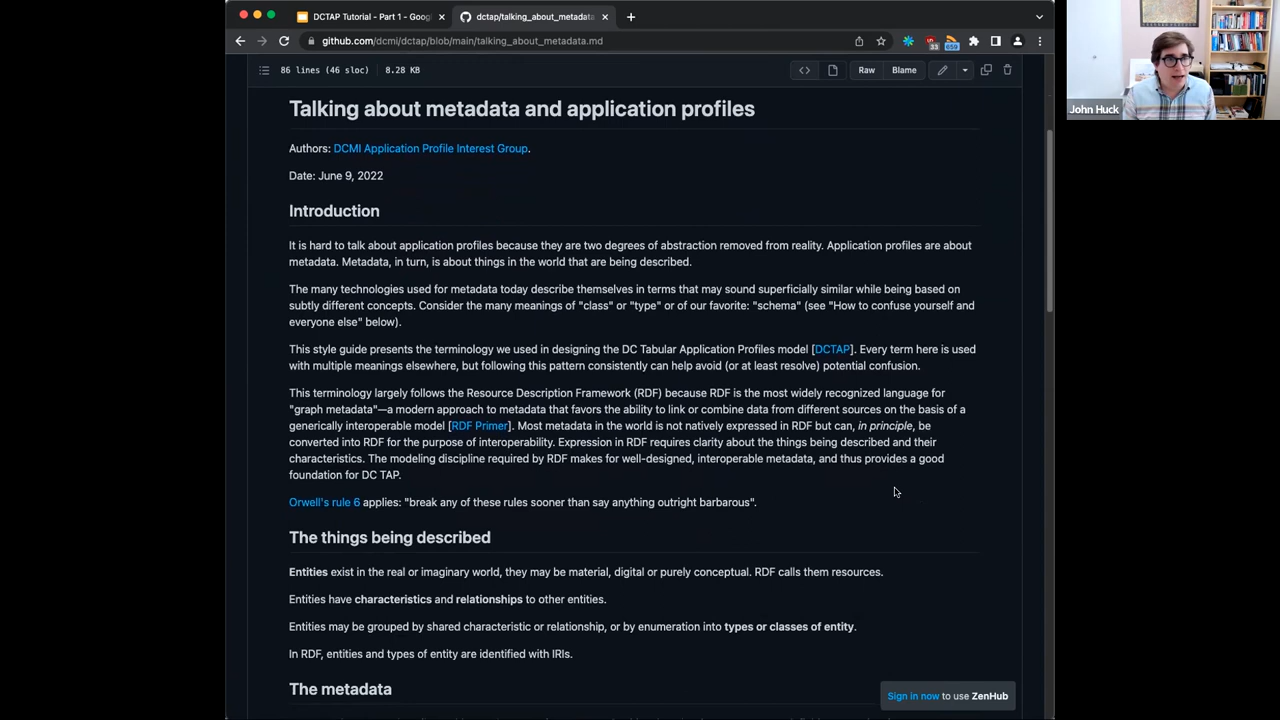 DCTAP Tutorial - Part 1 - Goog
dctap/talking_about_metadata.
github.com/dcmi/dctap/blob/main/talking_about_metadata.md
33
659
86 lines (46 sloc) 8.28 KB
Raw
Blame
John Huck
Talking about metadata and application profiles
Authors: DCMI Application Profile Interest Group.
Date: June 9, 2022
Introduction
It is hard to talk about application profiles because they are two degrees of abstraction removed from reality. Application profiles are about
metadata. Metadata, in turn, is about things in the world that are being described.
The many technologies used for metadata today describe themselves in terms that may sound superficially similar while being based on
subtly different concepts. Consider the many meanings of "class" or "type" or of our favorite: "schema" (see "How to confuse yourself and
everyone else" below).
This style guide presents the terminology we used in designing the DC Tabular Application Profiles model [DCTAP]. Every term here is used
with multiple meanings elsewhere, but following this pattern consistently can help avoid (or at least resolve) potential confusion.
This terminology largely follows the Resource Description Framework (RDF) because RDF is the most widely recognized language for
"graph metadata"—a modern approach to metadata that favors the ability to link or combine data from different sources on the basis of a
generically interoperable model [RDF Primer]. Most metadata in the world is not natively expressed in RDF but can, in principle, be
converted into RDF for the purpose of interoperability. Expression in RDF requires clarity about the things being described and their
characteristics. The modeling discipline required by RDF makes for well-designed, interoperable metadata, and thus provides a good
foundation for DC TAP.
Orwell's rule 6 applies: "break any of these rules sooner than say anything outright barbarous".
The things being described
Entities exist in the real or imaginary world, they may be material, digital or purely conceptual. RDF calls them resources.
Entities have characteristics and relationships to other entities.
Entities may be grouped by shared characteristic or relationship, or by enumeration into types or classes of entity.
In RDF, entities and types of entity are identified with IRIs.
The metadata
Sign in now to use ZenHub